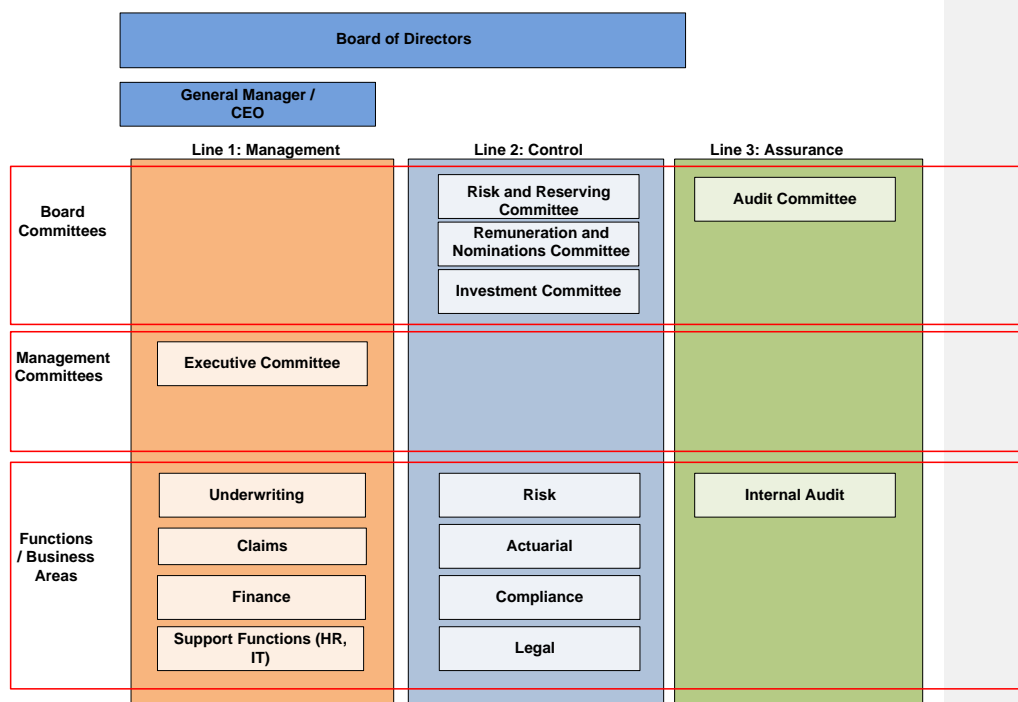 Board of Directors
General Manager /
CEO
Line 1: Management
Line 2: Control
Line 3: Assurance
Board
Committees
Risk and Reserving
Committee
Remuneration and
Nominations Committee
Investment Committee
Audit Committee
Management
Committees
Executive Committee
Functions
/ Business
Areas
Underwriting
Claims
Finance
Support Functions (HR,
IT)
Risk
Actuarial
Compliance
Legal
Internal Audit